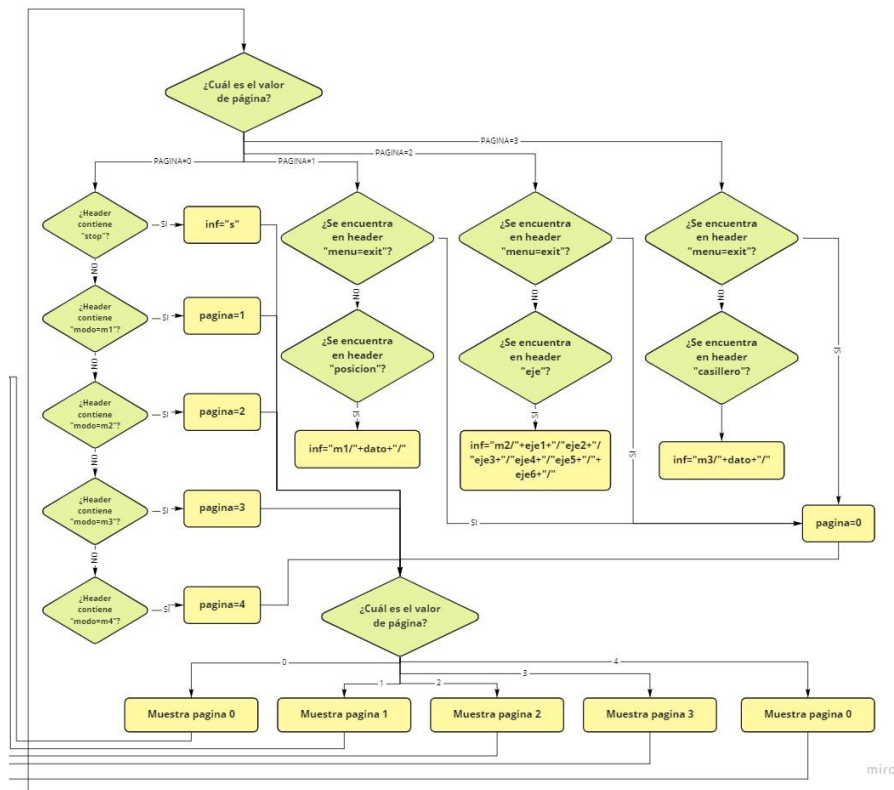 ¿Cuál es el valor
de página?
PAGINA=3
PAGINA=2
PAGINA=0
PAGINA=1
¿Header
contiene
"stop"?
SI
inf="s"
¿Se encuentra
en header
"menu=exit"?
¿Se encuentra
en header
"menu=exit"?
¿Se encuentra
en header
"menu=exit"?
NO
NO
NO
NO
¿Header
contiene
"modo=m1"?
SI
pagina=1
¿Se encuentra
en header
"posicion"?
¿Se encuentra
en header
"eje"?
¿Se encuentra
en header
"casillero"?
SI
NO
¿Header
contiene
"modo=m2"?
SI
pagina=2
SI
SI
inf="m1/"+dato+"/"
inf="m2/"+eje1+"/"eje2+"/
"eje3+"/"eje4+"/"eje5+"/"+
eje6+"/"
inf="m3/"+dato+"/"
SI
NO
¿Header
contiene
"modo=m3"?
SI
pagina=3
SI
pagina=0
NO
¿Header
contiene
"modo=m4"?
SI
pagina=4
¿Cuál es el valor
de página?
0
1
2
3
4
Muestra pagina 0
Muestra pagina 1
Muestra pagina 2
Muestra pagina 3
Muestra pagina 0
miro